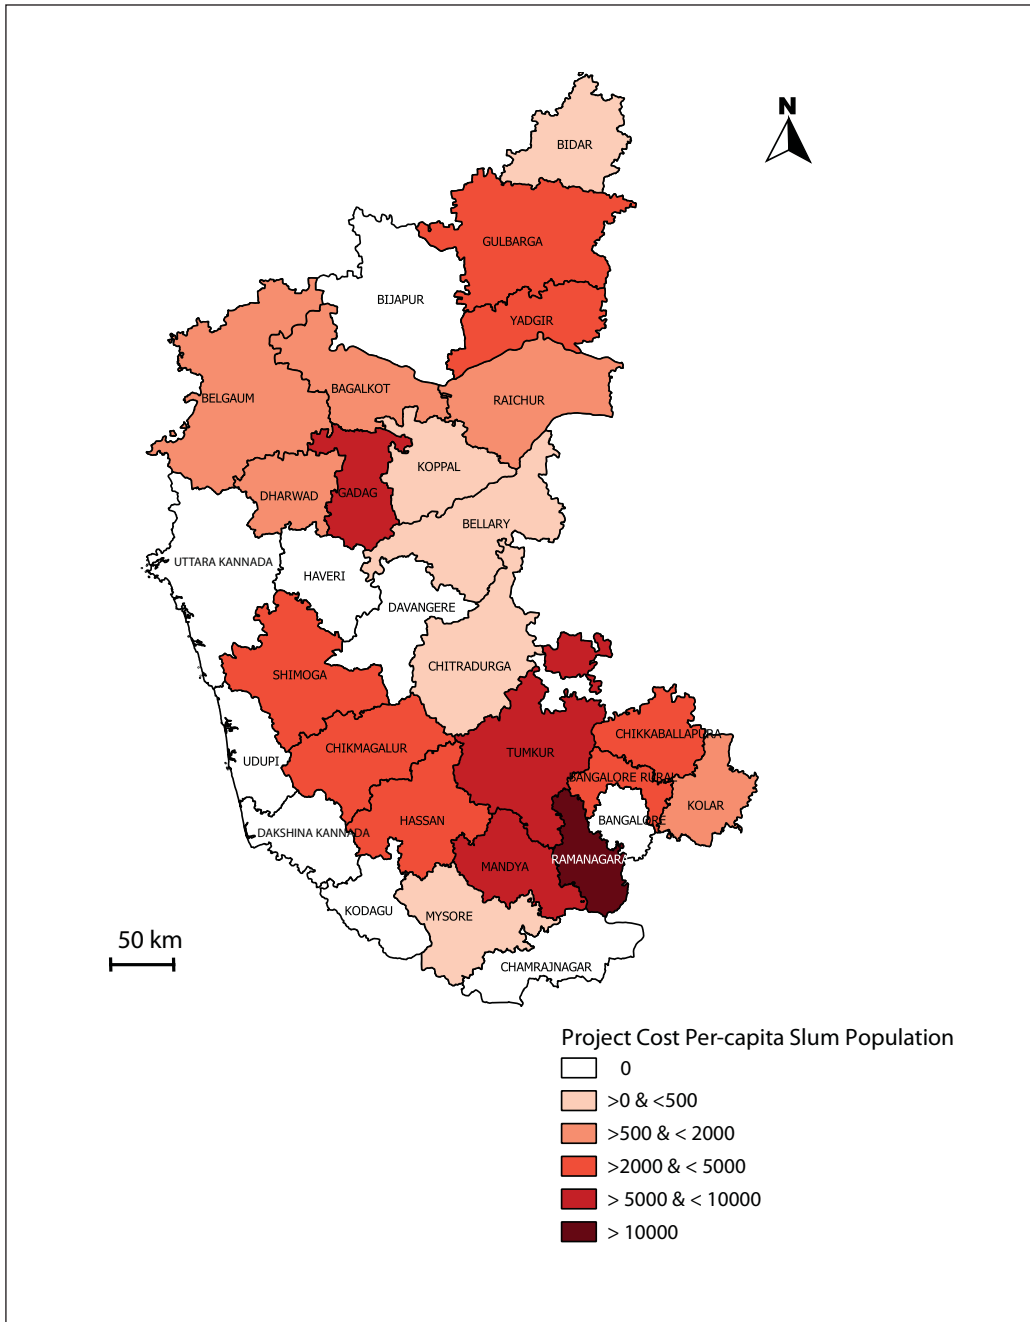 N
BIDAR
GULBARGA
BIJAPUR
YADGIR
BAGALKOT
BELGAUM
RAICHUR
KOPPAL
DHARWAD
GADAG
BELLARY
UTTARA KANNADA
HAVERI
DAVANGERE
CHITRADURGA
SHIMOGA
CHIKKABALLAPURA
CHIKMAGALUR
TUMKUR
UDUPI
BANGALORE RURAL
KOLAR
HASSAN
BANGALORE
DAKSHINA KANNADA
RAMANAGARA
MANDYA
KODAGU
MYSORE
50 km
CHAMRAJNAGAR
Project Cost Per-capita Slum Population
0
>0 & <500
>500 & < 2000
>2000 & < 5000
> 5000 & < 10000
> 10000